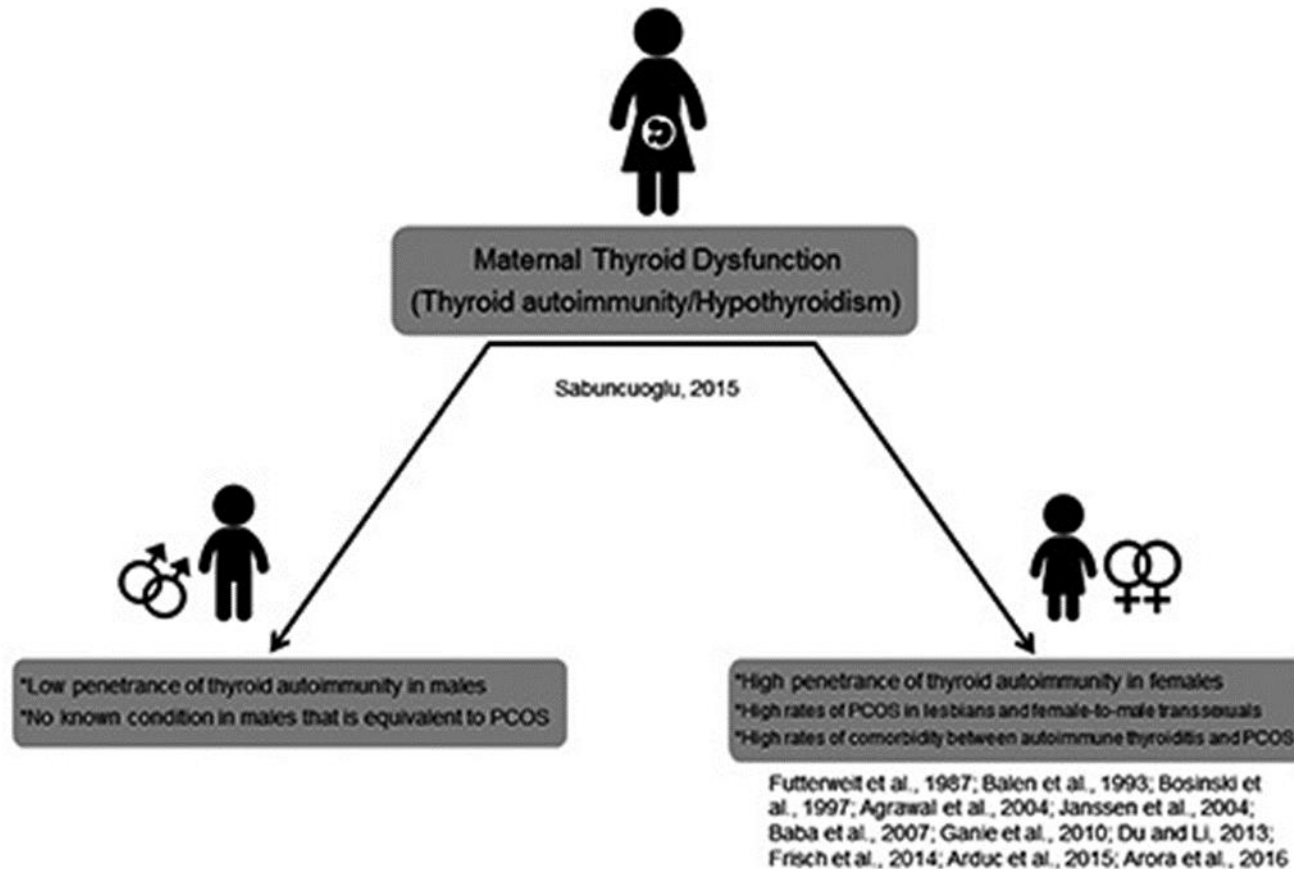 Maternal Thyroid Dysfunction
(Thyroid autoimmunity/Hypothyroidism)
Sabuncuoglu, 2015
*Low penetrance of thyroid autoimmunity in males
*No known condition in males that is equivalent to PCOS
*High penetrance of thyroid autoimmunity in females
*High rates of PCOS in lesbians and female-to-male transsexuals
*High rates of comorbidity between autoimmune thyroiditis and PCOS
Futterweit et al., 1987; Balen et al., 1993; Bosinski et
al., 1997; Agrawal et al., 2004; Janssen et al., 2004;
Baba et al., 2007; Ganie et al., 2010; Du and Li, 2013;
Frisch et al., 2014; Arduc et al., 2015; Arora et al., 2016